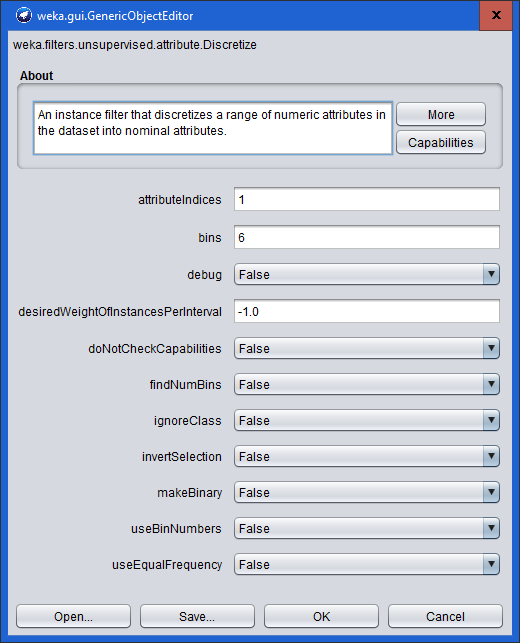 weka.gui.GenericObjectEditor
weka.filters.unsupervised.attribute.Discretize
About
An instance filter that discretizes a range of numeric attributes in
the dataset into nominal attributes.
More
Capabilities
attributeIndices 1
bins 6
debug False
desiredWeightOfInstancesPerInterval -1.0
doNotCheckCapabilities False
findNumBins False
ignoreClass False
invertSelection False
makeBinary False
useBinNumbers False
useEqualFrequency False
Open... Save... OK Cancel